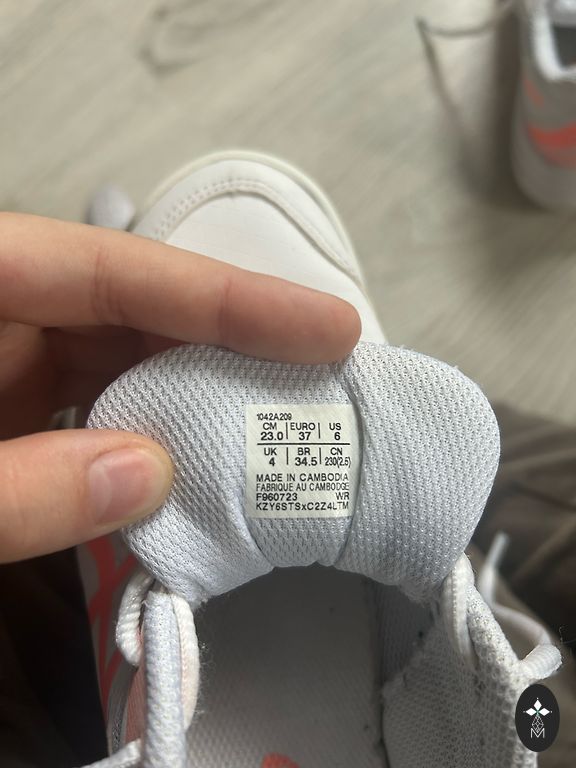 1042A209
CM EURO US
23.0 37 6
UK BR CN
4 34.5 230(2.5)
MADE IN CAMBODIA
FABRIQUE AU CAMBODGE
F960723 WR
KZY6STSxC2Z4LTM